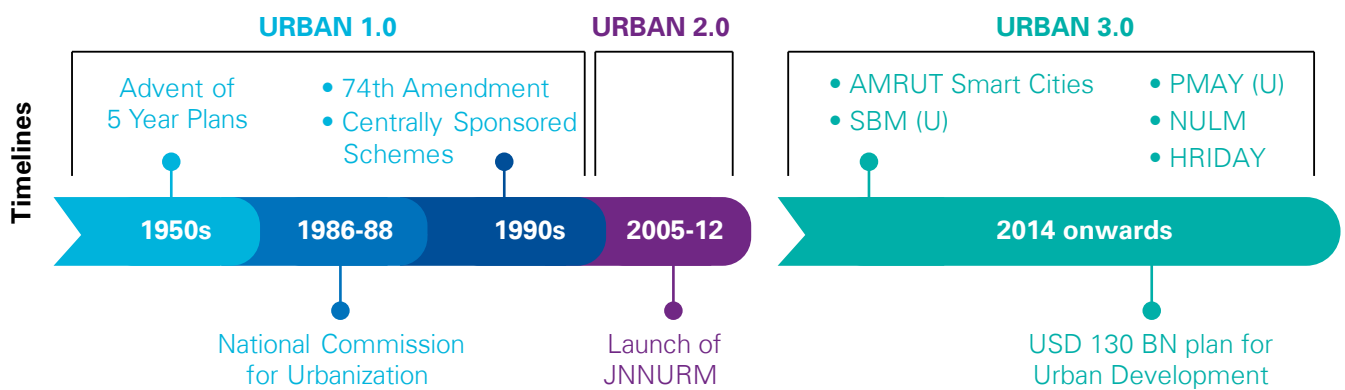 URBAN 1.0
URBAN 2.0
URBAN 3.0
Timelines
Advent of
5 Year Plans
• 74th Amendment
• Centrally Sponsored
Schemes
• AMRUT Smart Cities
• SBM (U)
• PMAY (U)
• NULM
• HRIDAY
1950s
1986-88
1990s
2005-12
2014 onwards
National Commission
for Urbanization
Launch of
JNNURM
USD 130 BN plan for
Urban Development